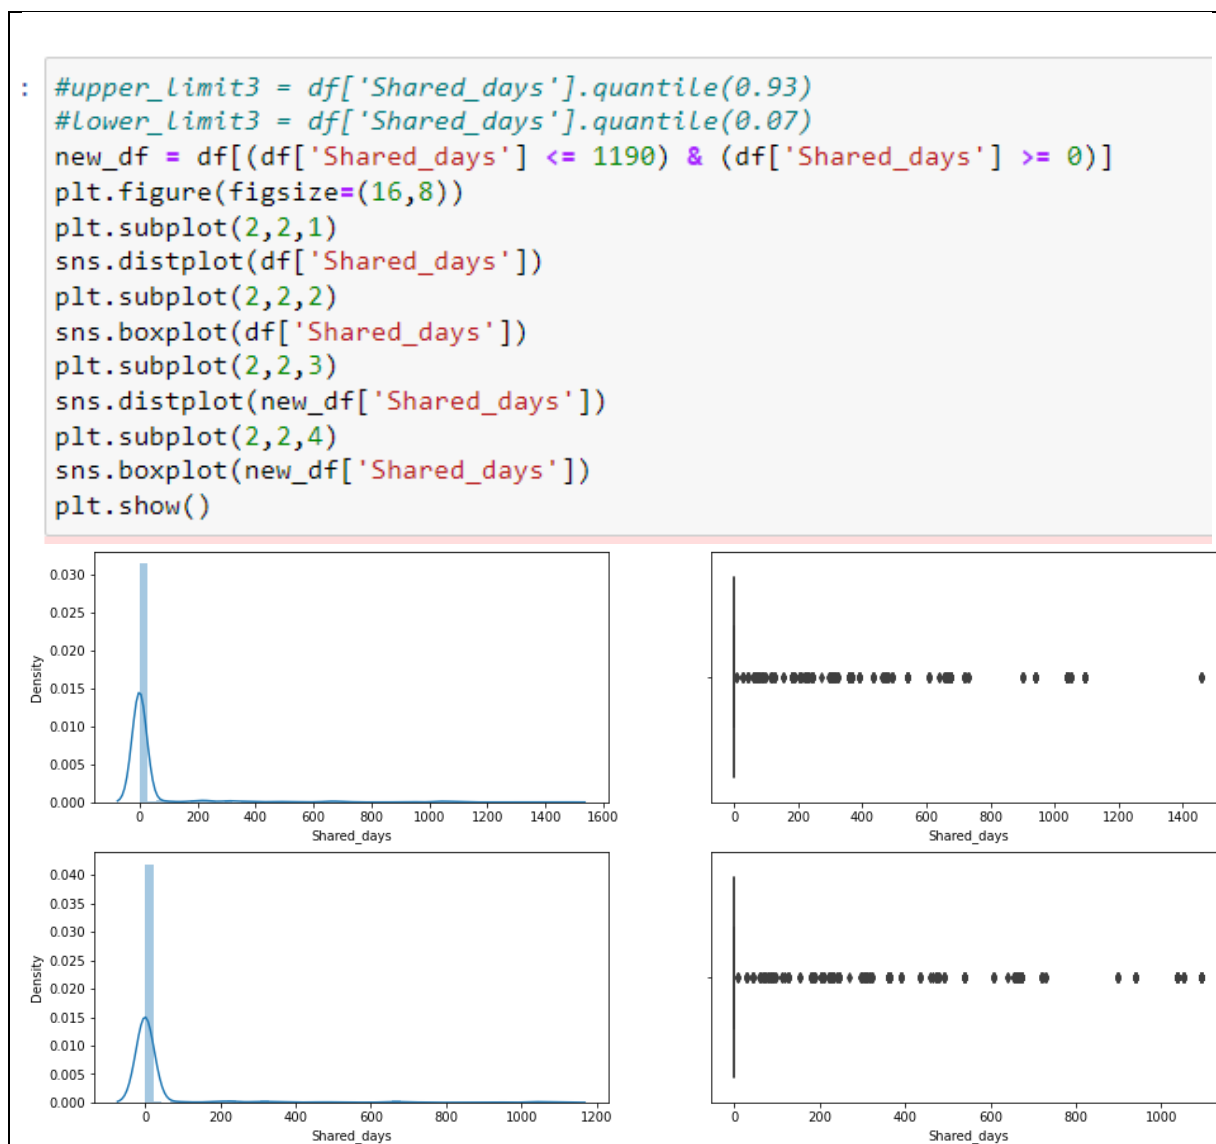 : #upper_limit3 = df['Shared_days'].quantile(0.93)
#lower_limit3 = df['Shared_days'].quantile(0.07)
new_df = df[(df['Shared_days'] <= 1190) & (df['Shared_days'] >= 0)]
plt.figure(figsize=(16,8))
plt.subplot(2,2,1)
sns.distplot(df['Shared_days'])
plt.subplot(2,2,2)
sns.boxplot(df['Shared_days'])
plt.subplot(2,2,3)
sns.distplot(new_df['Shared_days'])
plt.subplot(2,2,4)
sns.boxplot(new_df['Shared_days'])
plt.show()
0.030
0.025
0.020
0.015
0.010
0.005
0.000
Density
0 200 400 600 800 1000 1200 1400 1600
Shared_days
0 200 400 600 800 1000 1200 1400
Shared_days
0.040
0.035
0.030
0.025
0.020
0.015
0.010
0.005
0.000
Density
0 200 400 600 800 1000 1200
Shared_days
0 200 400 600 800 1000
Shared_days